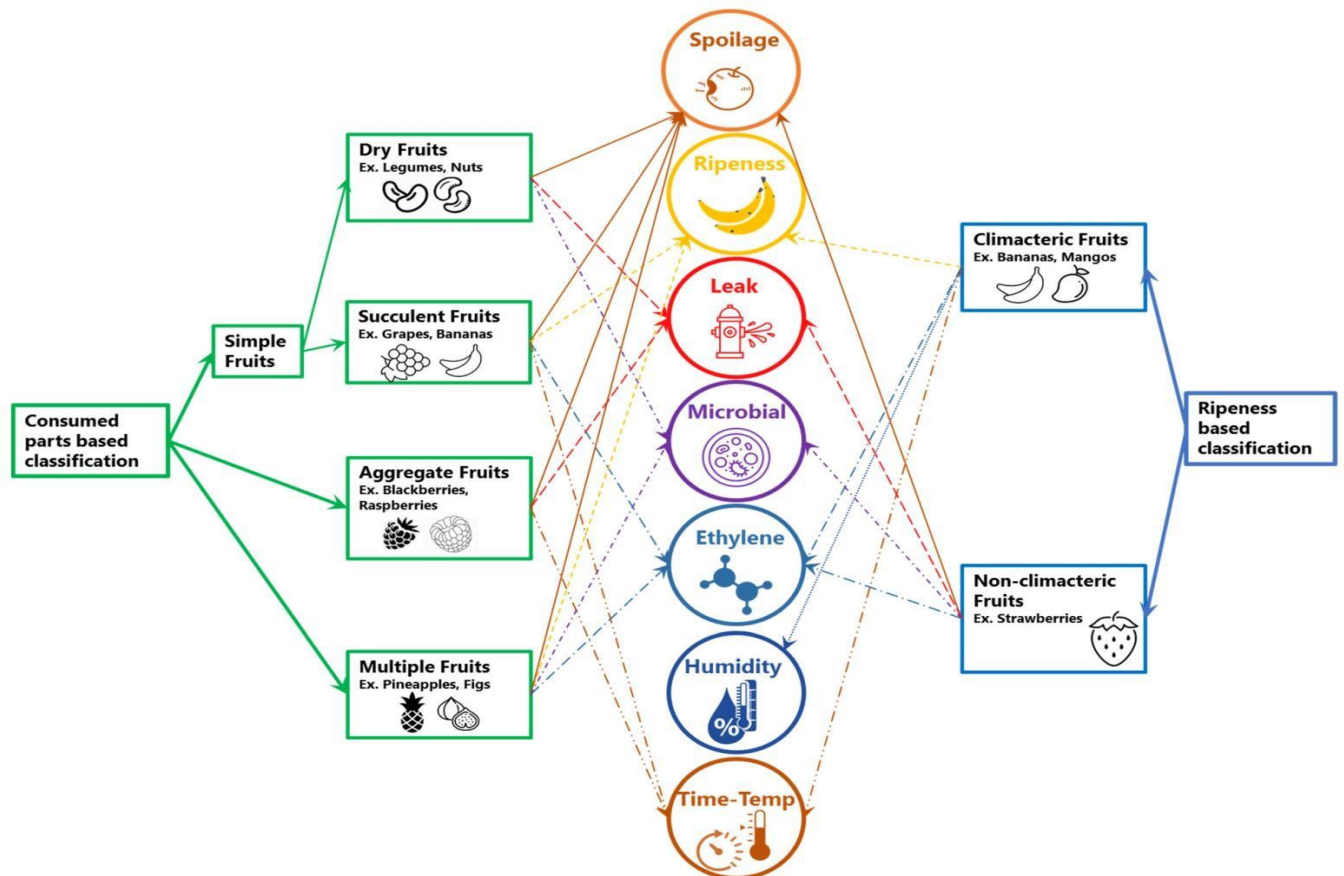 Consumed
parts based
classification
Simple
Fruits
Dry Fruits
Ex. Legumes, Nuts
Succulent Fruits
Ex. Grapes, Bananas
Aggregate Fruits
Ex. Blackberries,
Raspberries
Multiple Fruits
Ex. Pineapples, Figs
Spoilage
Ripeness
Leak
Microbial
Ethylene
Humidity
%
Time-Temp
Climacteric Fruits
Ex. Bananas, Mangos
Non-climacteric
Fruits
Ex. Strawberries
Ripeness
based
classification